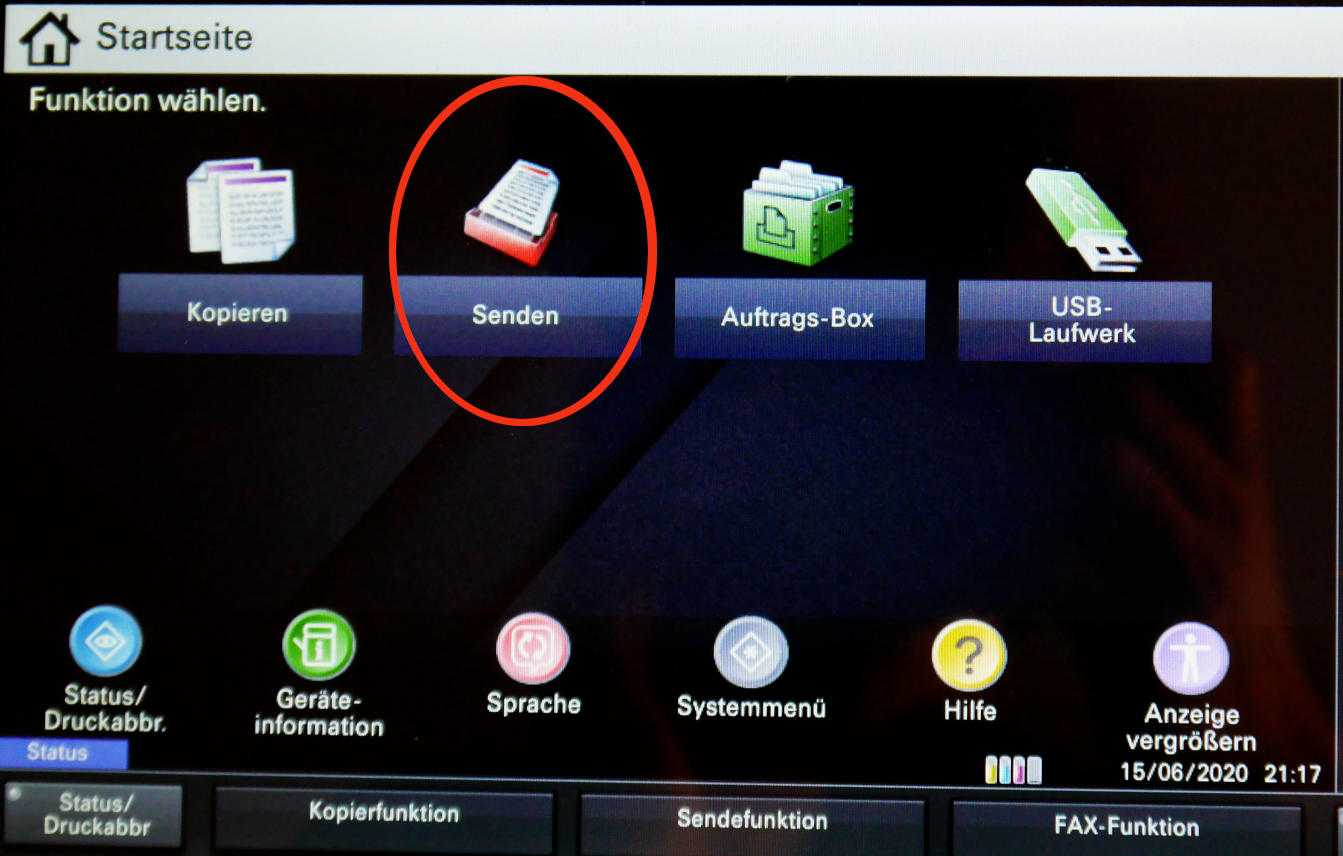 Startseite
Funktion wählen.
Kopieren
Senden
Auftrags-Box
USB-
Laufwerk
Status/
Druckabbr.
Geräte-
information
Sprache
Systemmenü
Hilfe
Anzeige
vergrößern
Status
15/06/2020 21:17
Status/
Druckabbr
Kopierfunktion
Sendefunktion
FAX-Funktion